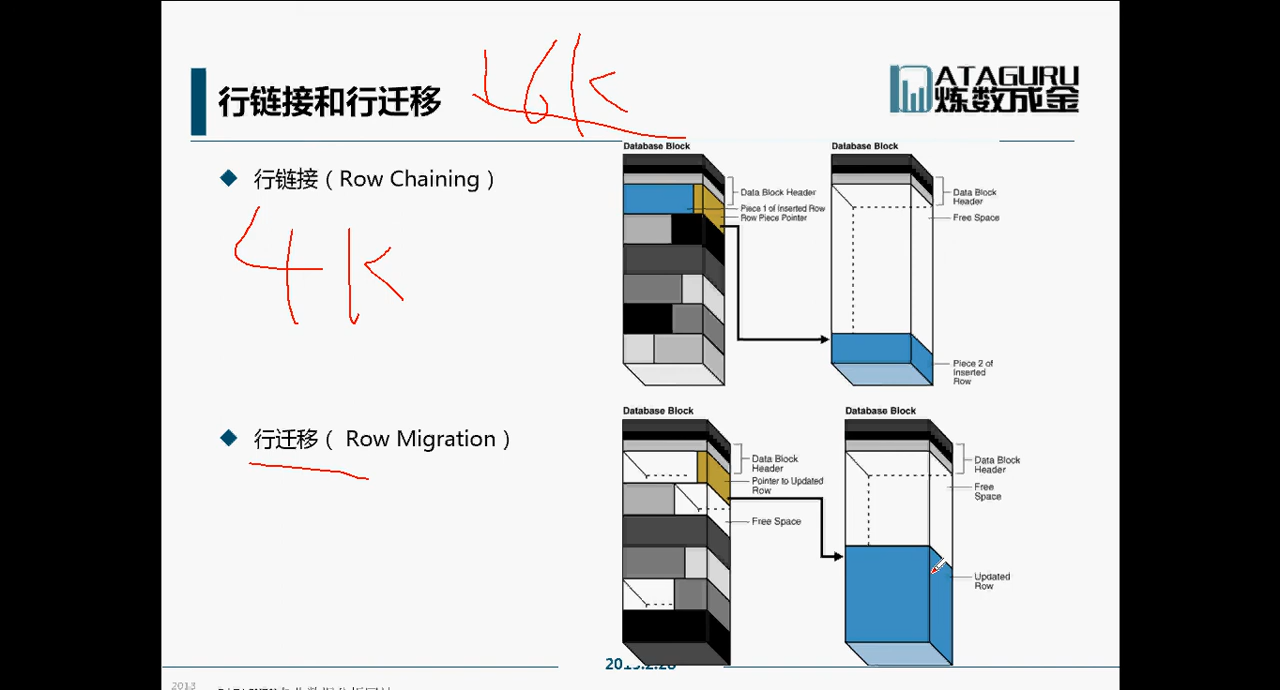 行链接和行迁移
16K
ATAGURU
炼数成金
行链接（Row Chaining）
4K
Database Block
Data Block Header
Piece 1 of Inserted Row
Row Piece Pointer
Database Block
Data Block
Header
Free Space
Piece 2 of
Inserted
Row
行迁移（ Row Migration）
Database Block
Data Block
Header
Pointer to Updated
Row
Free Space
Database Block
Data Block
Header
Free
Space
Updated
Row
2013